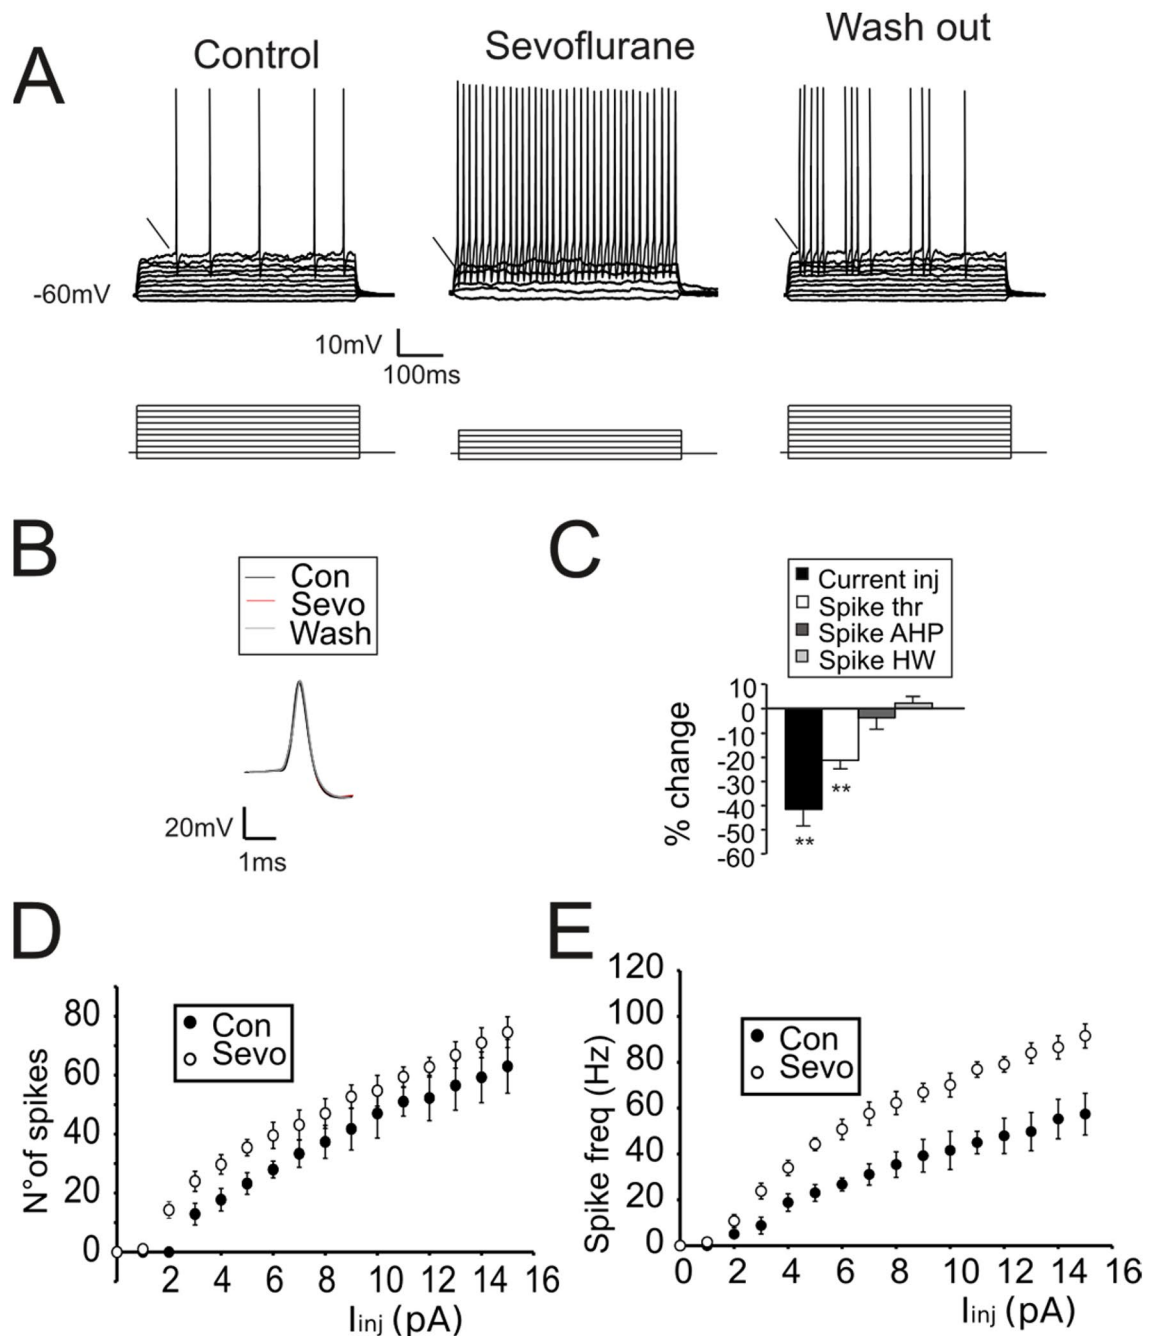 A
Control
Sevoflurane
Wash out
-60mV
10mV
100ms
B
Con
Sevo
Wash
20mV
1ms
C
Current inj
Spike thr
Spike AHP
Spike HW
% change
10
0
-10
-20
-30
-40
-50
-60
**
**
D
N°of spikes
80
60
40
20
0
Con
Sevo
2 4 6 8 10 12 14 16
Iinj (pA)
E
Spike freq (Hz)
120
100
80
60
40
20
0
Con
Sevo
0 2 4 6 8 10 12 14 16
Iinj (pA)